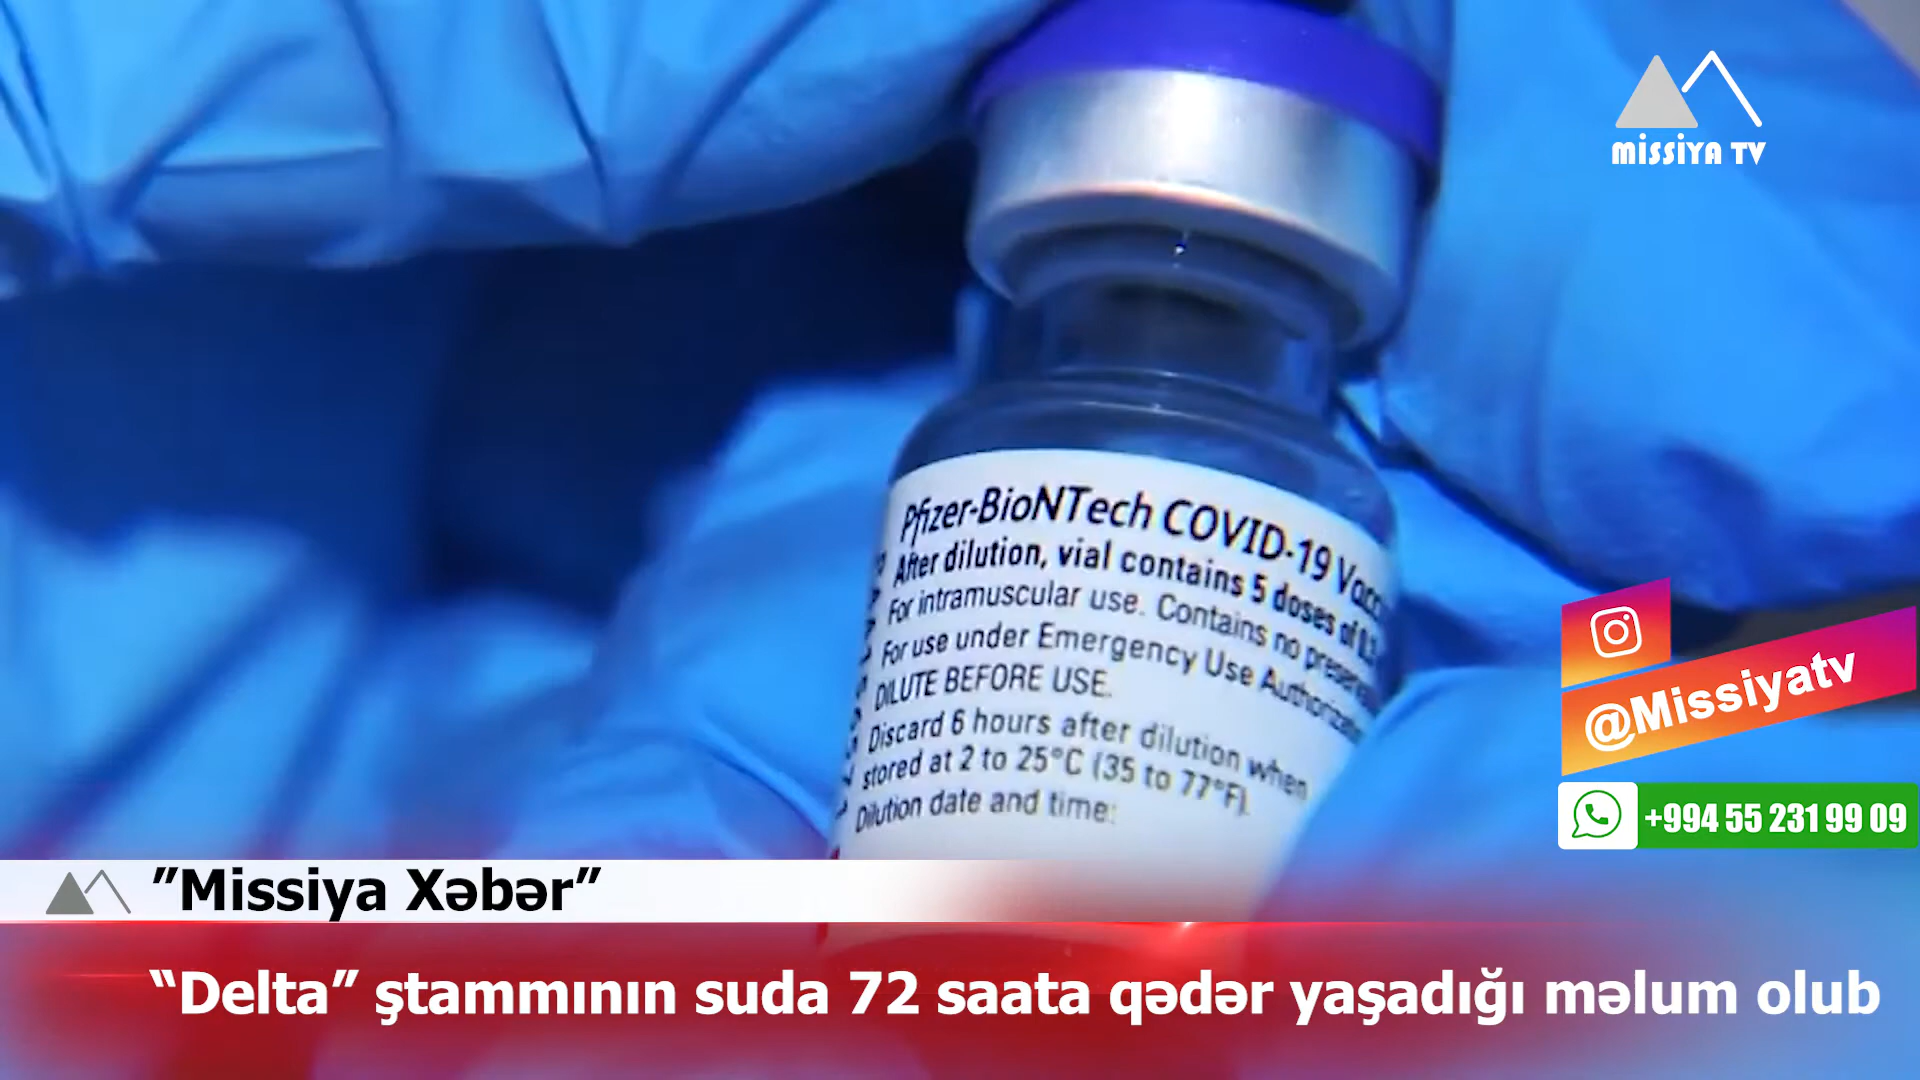 missiya TV
Pfizer-BioNTech COVID-19
After dilution, vial contains 5 doses of
For intramuscular use. Contains no
For use under Emergency Use
DILUTE BEFORE USE.
Discard 6 hours after dilution when
stored at 2 to 25°C (35 to 77°F).
Dilution date and time:
@Missiyatv
+994 55 231 99 09
”Missiya Xəbər”
“Delta” ştammının suda 72 saata qədər yaşadığı məlum olub